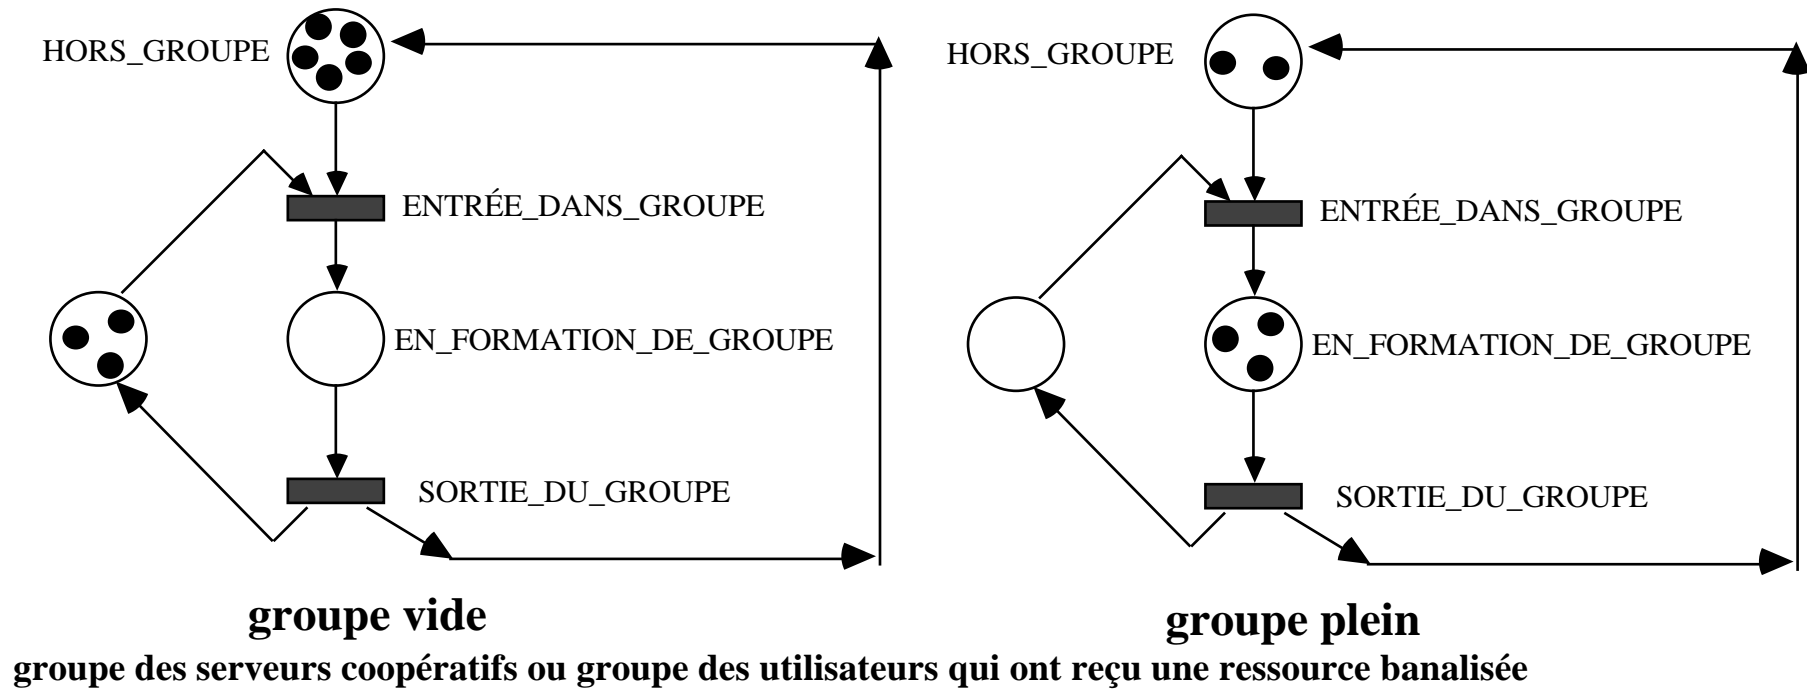 HORS_GROUPE
ENTRÉE_DANS_GROUPE
EN_FORMATION_DE_GROUPE
SORTIE_DU_GROUPE
groupe vide
HORS_GROUPE
ENTRÉE_DANS_GROUPE
EN_FORMATION_DE_GROUPE
SORTIE_DU_GROUPE
groupe plein
groupe des serveurs coopératifs ou groupe des utilisateurs qui ont reçu une ressource banalisée